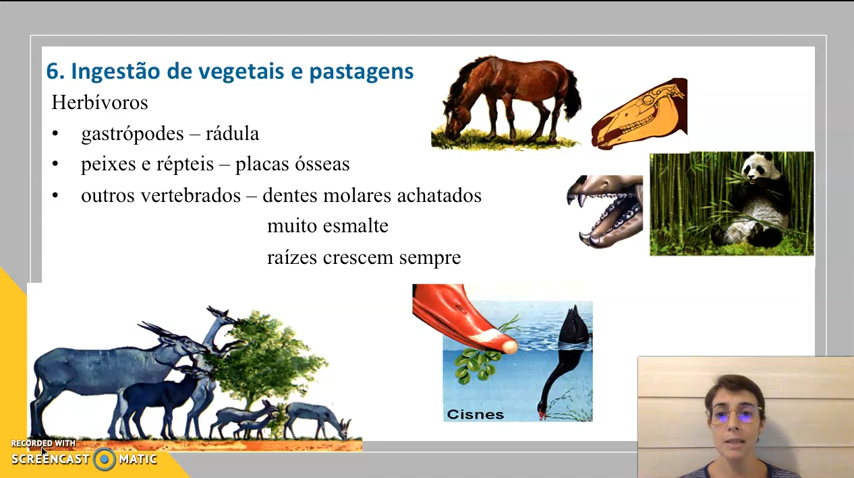 6. Ingestão de vegetais e pastagens
Herbívoros
• gastrópodes – rádula
• peixes e répteis – placas ósseas
• outros vertebrados – dentes molares achatados
muito esmalte
raízes crescem sempre
Cisnes
RECORDED WITH
SCREENCAST MATIC